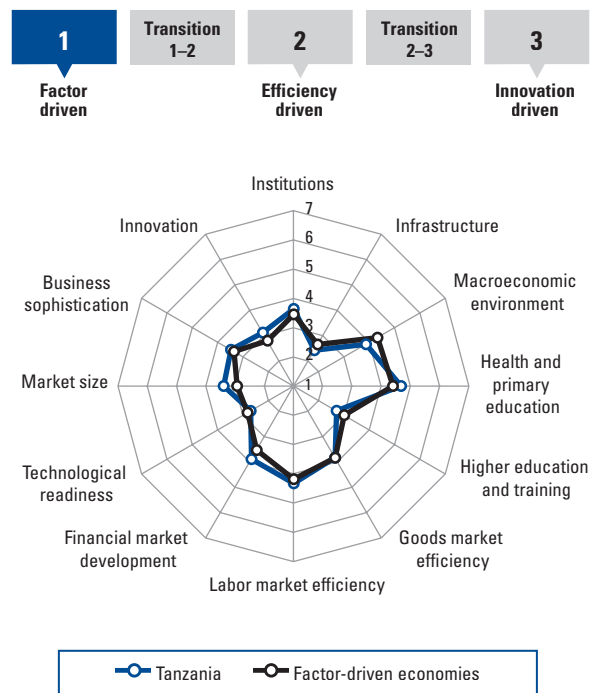 1
Transition
1–2
2
Transition
2–3
3
Factor
driven
Efficiency
driven
Innovation
driven
Institutions
7
Innovation
Infrastructure
6
5
Business
sophistication
Macroeconomic
environment
4
3
2
Market size
1
Health and
primary
education
Technological
readiness
Higher education
and training
Financial market
development
Goods market
efficiency
Labor market efficiency
Tanzania
Factor-driven economies